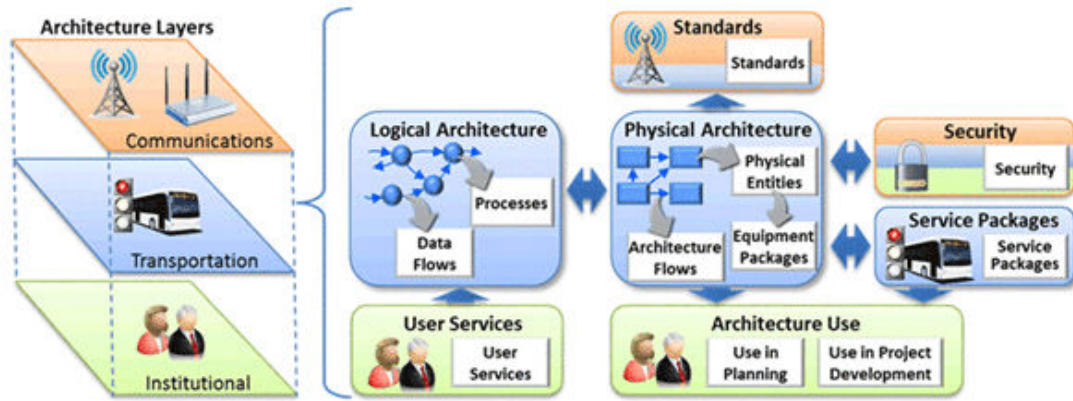 Architecture Layers
Communications
Transportation
Institutional
Standards
Standards
Logical Architecture
Processes
Data
Flows
Physical Architecture
Physical
Entities
Architecture
Flows
Equipment
Packages
Security
Security
Service Packages
Service
Packages
User Services
User
Services
Architecture Use
Use in
Planning
Use in Project
Development